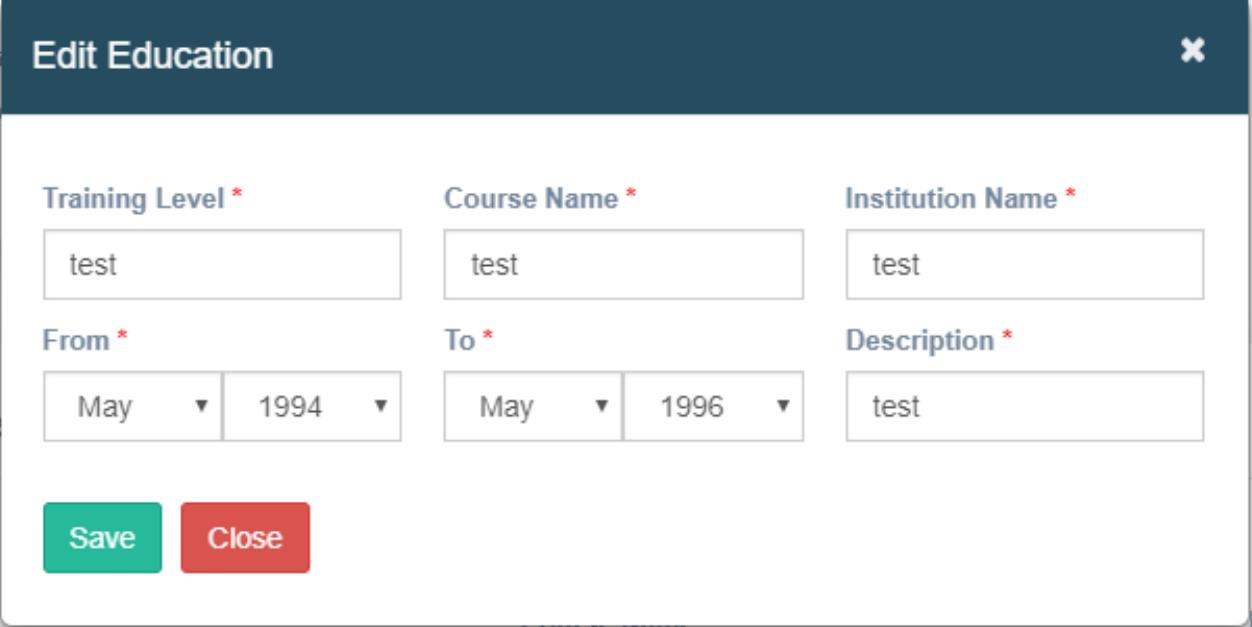 Edit Education ✖
Training Level * Course Name * Institution Name *
test test test
From * To * Description *
May 1994 May 1996 test
Save Close